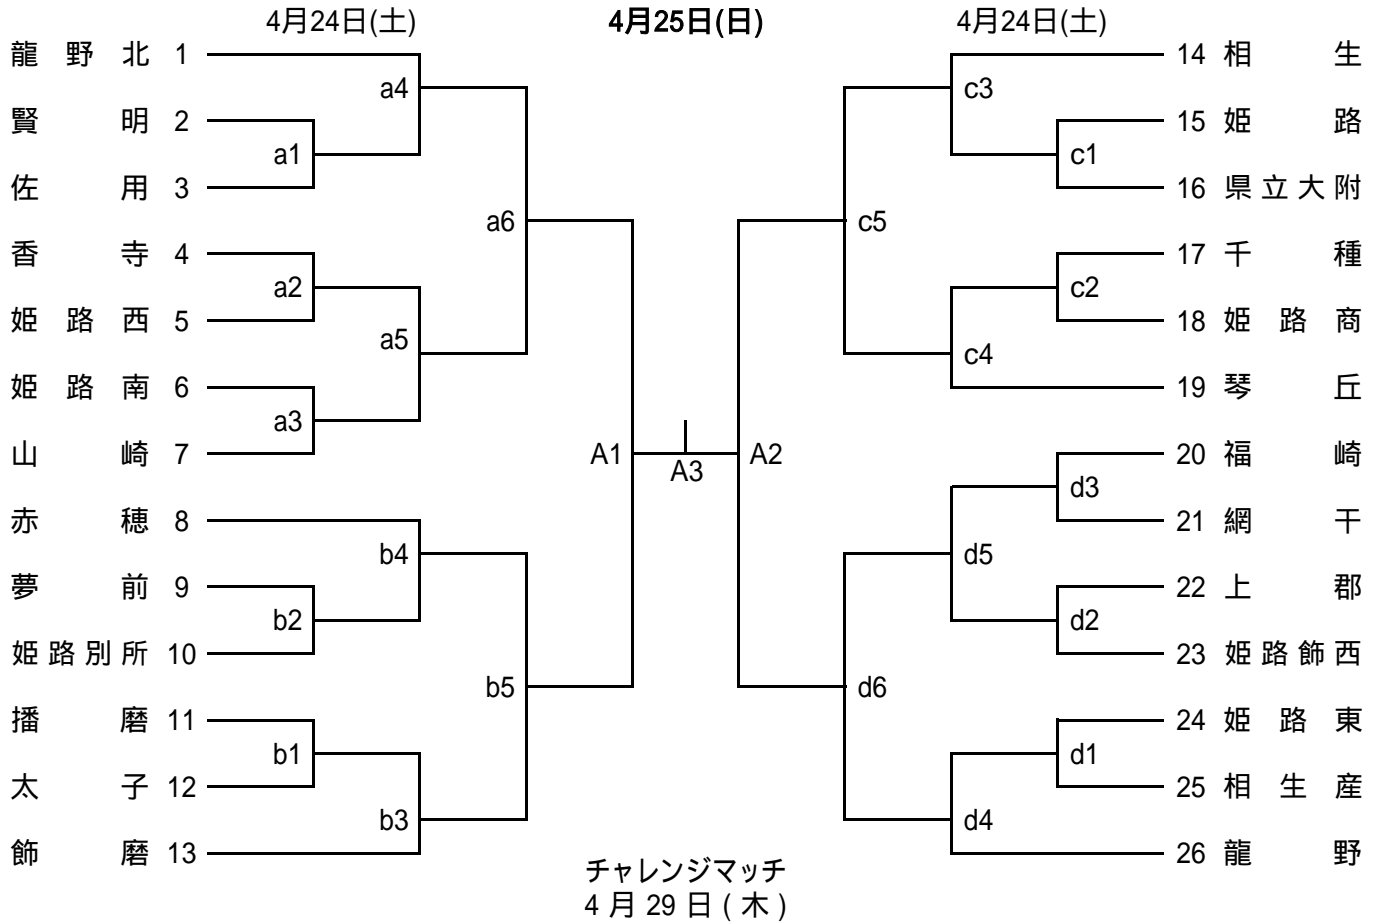 4月24日(土) 4月25日(日) 4月24日(土)
龍野北 1
a4
賢明 2
a1
佐用 3
a6
香寺 4
a2
姫路西 5
a5
姫路南 6
a3
山崎 7
A1
赤穂 8
b4
夢前 9
b2
姫路別所 10
b5
播磨 11
b1
太子 12
b3
飾磨 13
A3
14 相生
c3
15 姫路
c1
16 県立大附
c5
17 千種
c2
18 姫路商
c4
19 琴丘
A2
20 福崎
d3
21 網干
d5
22 上郡
d2
23 姫路飾西
d6
24 姫路東
d1
25 相生産
d4
26 龍野
チャレンジマッチ
4月29日(木)